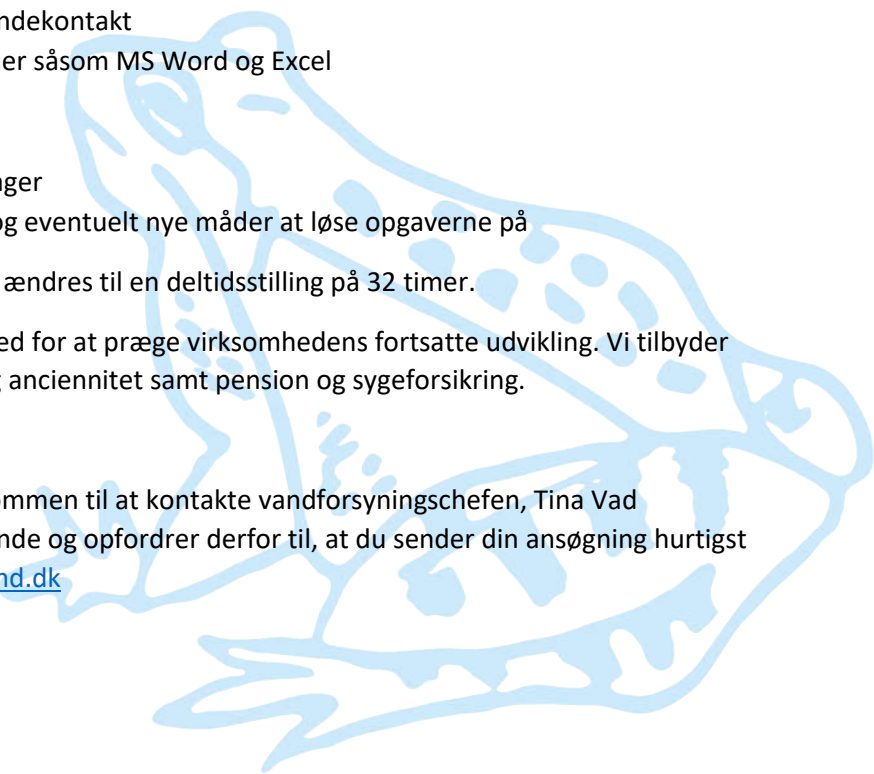 ndekontakt
er såsom MS Word og Excel
nger
og eventuelt nye måder at løse opgaverne på
ændres til en deltidsstilling på 32 timer.
ed for at præge virksomhedens fortsatte udvikling. Vi tilbyder
g anciennitet samt pension og sygeforsikring.
ommen til at kontakte vandforsyningschefen, Tina Vad
nde og opfordrer derfor til, at du sender din ansøgning hurtigst
nd.dk